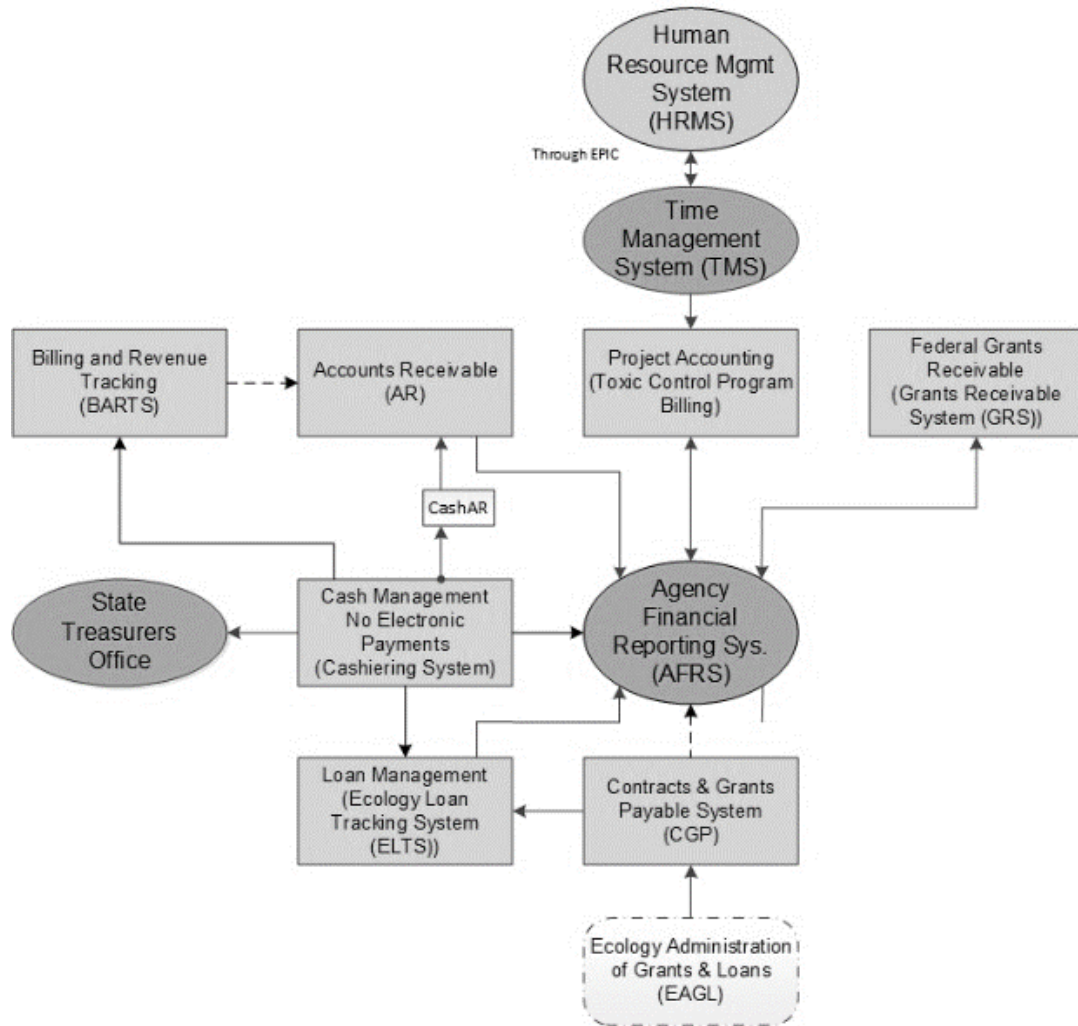 Human
Resource Mgmt
System
(HRMS)
Through EPIC
Time
Management
System (TMS)
Billing and Revenue
Tracking
(BARTS)
Accounts Receivable
(AR)
Project Accounting
(Toxic Control Program
Billing)
Federal Grants
Receivable
(Grants Receivable
System (GRS))
CashAR
State
Treasurers
Office
Cash Management
No Electronic
Payments
(Cashiering System)
Agency
Financial
Reporting Sys.
(AFRS)
Loan Management
(Ecology Loan
Tracking System
(ELTS))
Contracts & Grants
Payable System
(CGP)
Ecology Administration
of Grants & Loans
(EAGL)